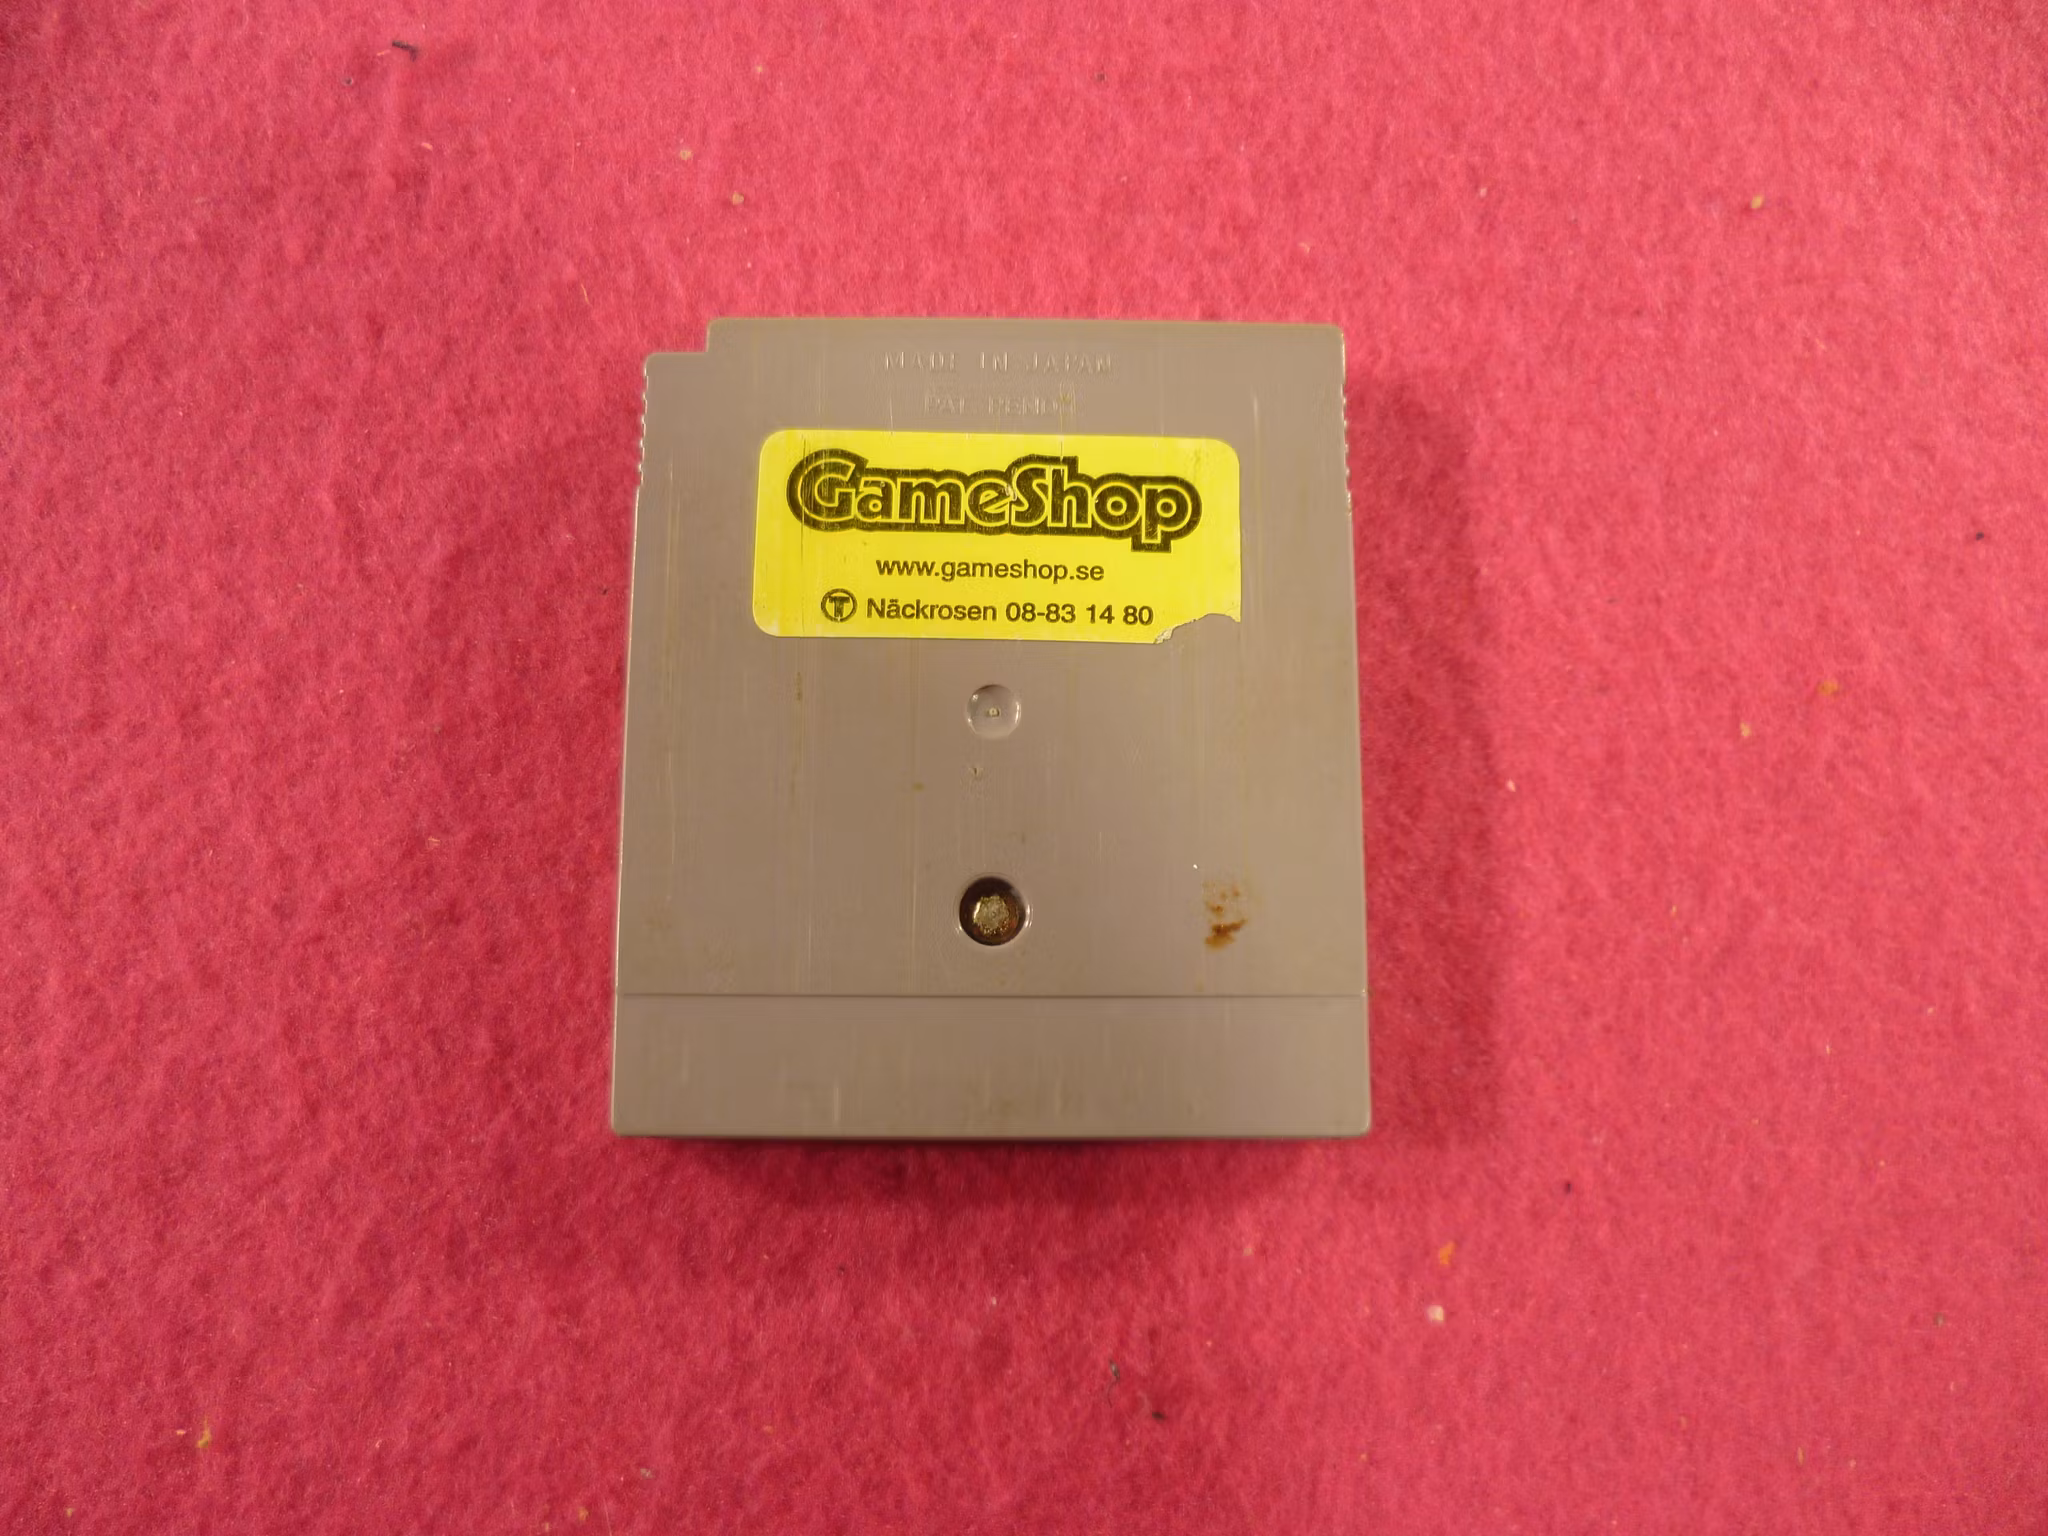 MADE IN JAPAN
PAT. PEND.
GameShop
www.gameshop.se
T Näckrosen 08-83 14 80